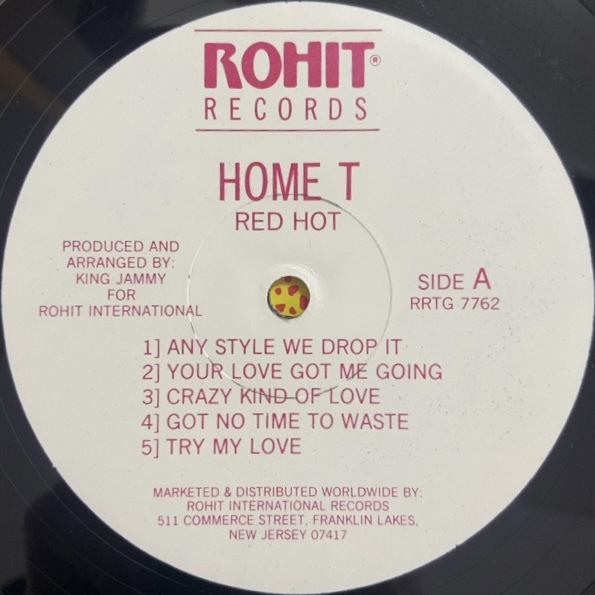 ROHIT®
RECORDS
HOME T
RED HOT
PRODUCED AND
ARRANGED BY:
KING JAMMY
FOR
ROHIT INTERNATIONAL
SIDE A
RRTG 7762
1] ANY STYLE WE DROP IT
2] YOUR LOVE GOT ME GOING
3] CRAZY KIND OF LOVE
4] GOT NO TIME TO WASTE
5] TRY MY LOVE
MARKETED & DISTRIBUTED WORLDWIDE BY:
ROHIT INTERNATIONAL RECORDS
511 COMMERCE STREET, FRANKLIN LAKES,
NEW JERSEY 07417